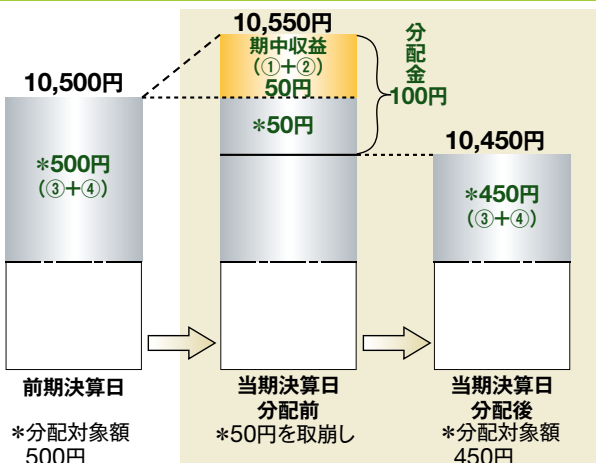 10,500円
*500円
(③+④)
前期決算日
*分配対象額
500円
10,550円
期中収益
(①+②)
50円
*50円
分配金
100円
当期決算日
分配前
*50円を取崩し
10,450円
*450円
(③+④)
当期決算日
分配後
*分配対象額
450円